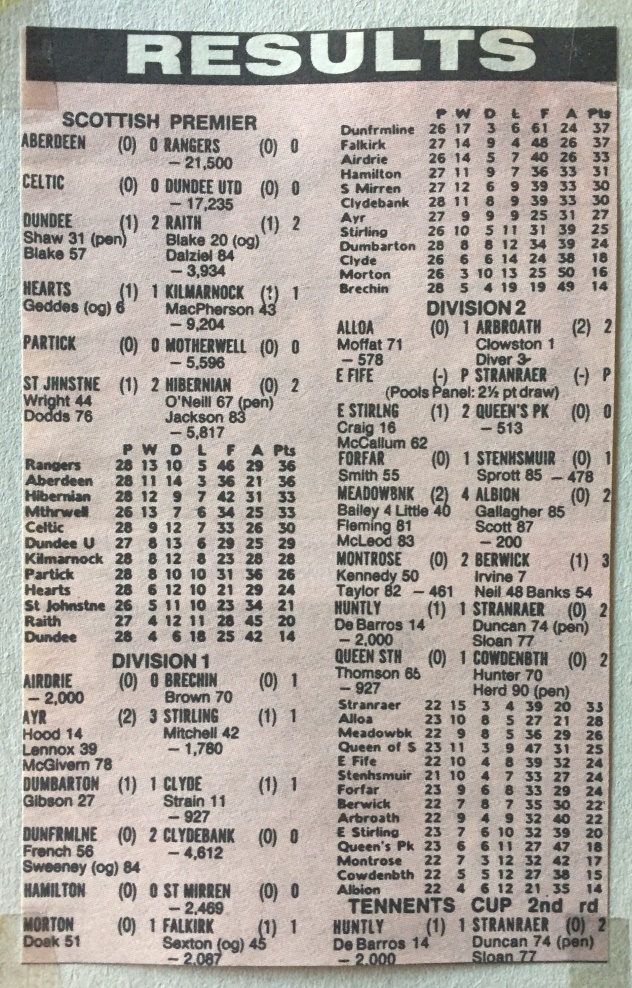 RESULTS
SCOTTISH PREMIER
ABERDEEN (0) 0 RANGERS (0) 0
— 21,500
CELTIC (0) 0 DUNDEE UTD (0) 0
— 17,235
DUNDEE (1) 2 RAITH (1) 2
Shaw 31 (pen) Blake 20 (og)
Blake 57 Dalziel 84
— 3,934
HEARTS (1) 1 KILMARNOCK (1) 1
Geddes (og) 6 MacPherson 43
— 9,204
PARTICK (0) 0 MOTHERWELL (0) 0
— 5,596
ST JHNSTNE (1) 2 HIBERNIAN (0) 2
Wright 44 O'Neill 67 (pen)
Dodds 76 Jackson 83
— 5,817
P W D L F A Pts
Rangers 28 13 10 5 46 29 36
Aberdeen 28 11 14 3 36 21 36
Hibernian 28 12 9 7 42 31 33
Mthrwell 26 13 7 6 34 25 33
Celtic 28 9 12 7 33 26 30
Dundee U 27 8 13 6 29 25 29
Kilmarnock 28 8 12 8 23 28 28
Partick 28 8 10 10 31 36 26
Hearts 28 6 12 10 21 29 24
St Johnstne 26 5 11 10 23 34 21
Raith 27 4 12 11 28 45 20
Dundee 28 4 6 18 25 42 14
DIVISION 1
AIRDRIE (0) 0 BRECHIN (0) 1
— 2,000 Brown 70
AYR (2) 3 STIRLING (1) 1
Hood 14 Mitchell 42
Lennox 39 — 1,780
McGivern 78
DUMBARTON (1) 1 CLYDE (1) 1
Gibson 27 Strain 11
— 927
DUNFRMLNE (0) 2 CLYDEBANK (0) 0
French 56 — 4,612
Sweeney (og) 84
HAMILTON (0) 0 ST MIRREN (0) 0
— 2,469
MORTON (0) 1 FALKIRK (1) 1
Doak 51 Sexton (og) 45
— 2,087
P W D L F A Pts
Dunfrmline 26 17 3 6 61 24 37
Falkirk 27 14 9 4 48 26 37
Airdrie 26 14 5 7 40 26 33
Hamilton 27 11 9 7 36 33 31
S Mirren 27 12 6 9 39 33 30
Clydebank 28 11 8 9 39 33 30
Ayr 27 9 9 9 25 31 27
Stirling 26 10 5 11 31 39 25
Dumbarton 28 8 8 12 34 39 24
Clyde 26 6 6 14 24 38 18
Morton 26 3 10 13 25 50 16
Brechin 28 5 4 19 19 49 14
DIVISION 2
ALLOA (0) 1 ARBROATH (2) 2
Moffat 71 Clowston 1
— 578 Diver
E FIFE (-) P STRANRAER (-) P
(Pools Panel: 2½ pt draw)
E STIRLNG (1) 2 QUEEN'S PK (0) 0
Craig 16 — 513
McCallum 62
FORFAR (0) 1 STENHSMUIR (0) 1
Smith 55 Sprott 85 — 478
MEADOWBNK (2) 4 ALBION (0) 2
Bailey 4 Little 40 Gallagher 85
Fleming 81 Scott 87
McLeod 83 — 200
MONTROSE (0) 2 BERWICK (1) 3
Kennedy 50 Irvine 7
Taylor 82 — 461 Neil 48 Banks 54
HUNTLY (1) 1 STRANRAER (0) 2
De Barros 14 Duncan 74 (pen)
— 2,000 Sloan 77
QUEEN STH (0) 1 COWDENBTH (0) 2
Thomson 65 Hunter 70
— 927 Herd 90 (pen)
Stranraer 22 15 3 4 39 20 33
Alloa 23 10 8 5 27 21 28
Meadowbk 22 9 8 5 36 29 26
Queen of S 23 11 3 9 47 31 25
E Fife 22 10 4 8 39 32 24
Stenhsmuir 21 10 4 7 33 27 24
Forfar 23 9 6 8 33 29 24
Berwick 22 7 8 7 35 30 22
Arbroath 22 9 4 9 32 40 22
E Stirling 23 7 6 10 32 39 20
Queen's Pk 23 6 6 11 27 47 18
Montrose 22 7 3 12 32 42 17
Cowdenbth 22 5 5 12 27 38 15
Albion 22 4 6 12 21 35 14
TENNENTS CUP 2nd rd
HUNTLY (1) 1 STRANRAER (0) 2
De Barros 14 Duncan 74 (pen)
— 2,000 Sloan 77